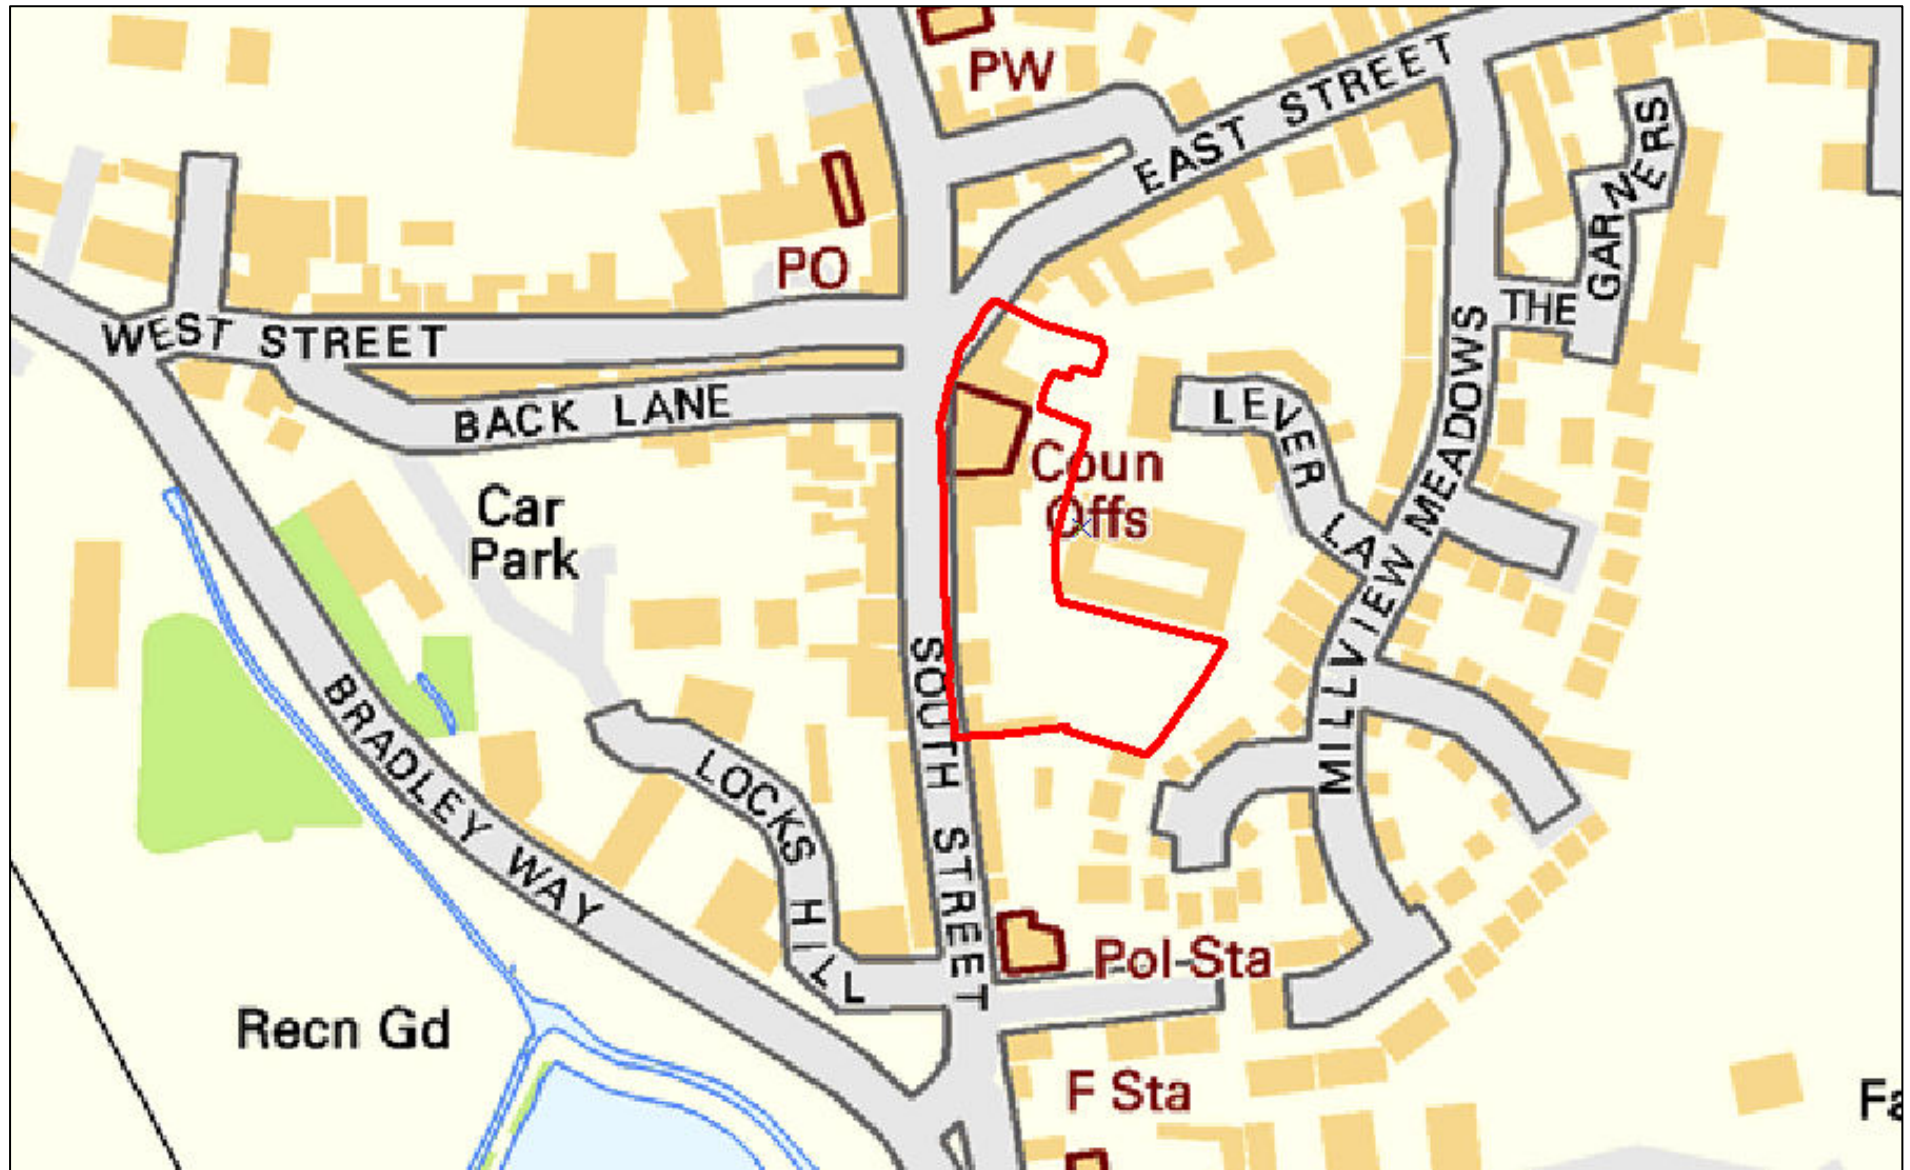 PW
EAST STREET
THE GARNERS
PO
WEST STREET
BACK LANE
LEVER LA
MILLVIEW MEADOWS
Coun
Offs
Car
Park
SOUTH STREET
BRADLEY WAY
LOCKS HILL
Pol Sta
Recn Gd
F Sta
Fa